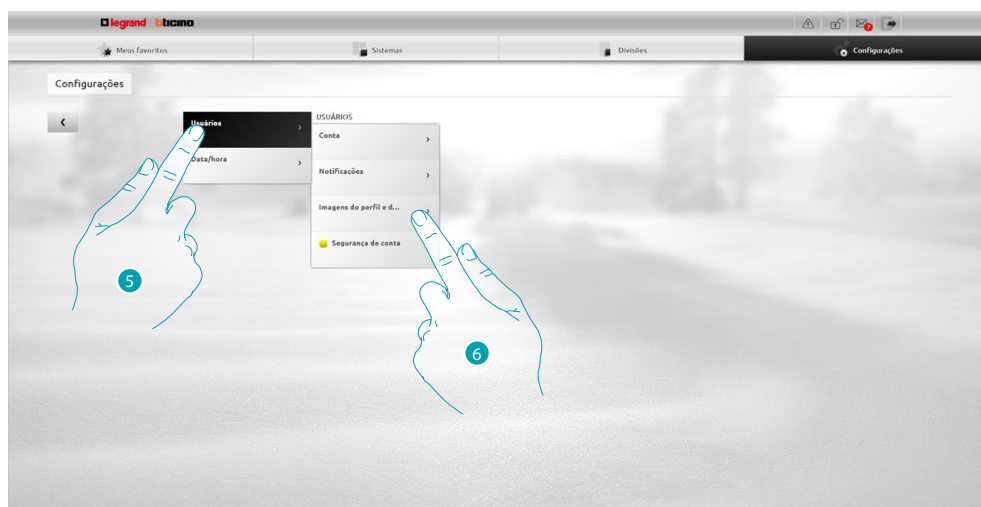 legrand bticino
7
Meus favoritos
Sistemas
Divisões
Configurações
Configurações
Usuários
USUÁRIOS
Conta
Data/hora
Notificações
Imagens do perfil e d...
Segurança de conta
5
6